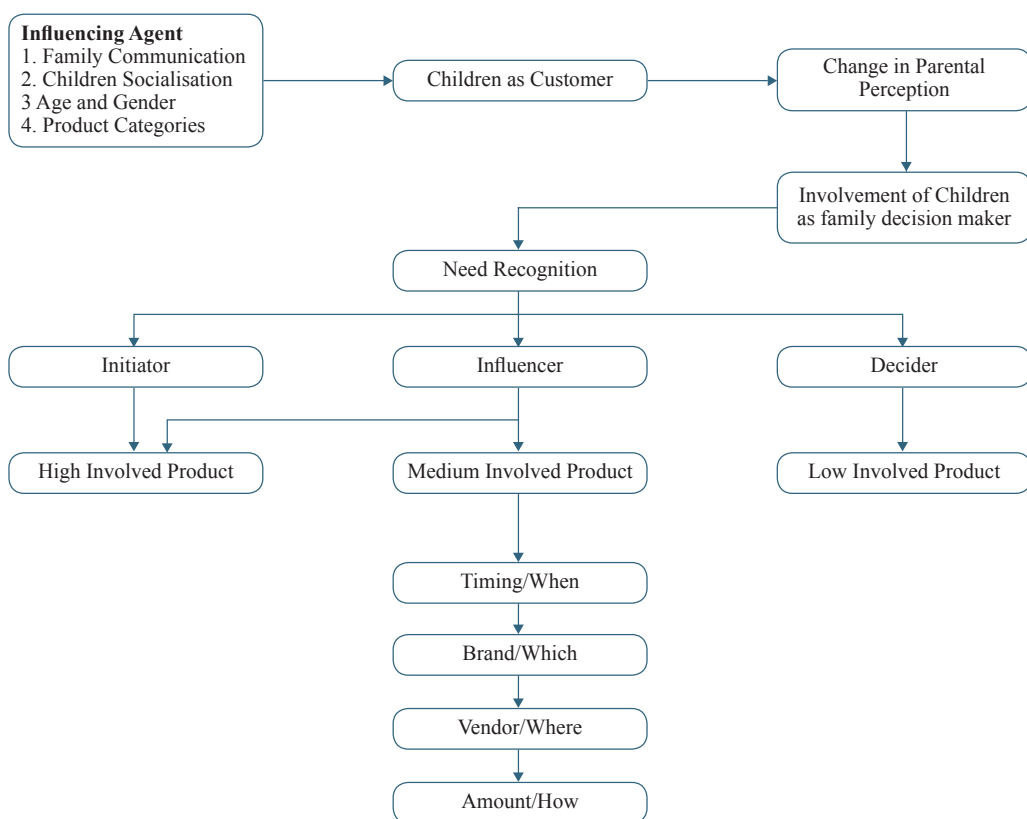 Influencing Agent
1. Family Communication
2. Children Socialisation
3 Age and Gender
4. Product Categories
Children as Customer
Change in Parental
Perception
Involvement of Children
as family decision maker
Need Recognition
Initiator
Influencer
Decider
High Involved Product
Medium Involved Product
Low Involved Product
Timing/When
Brand/Which
Vendor/Where
Amount/How